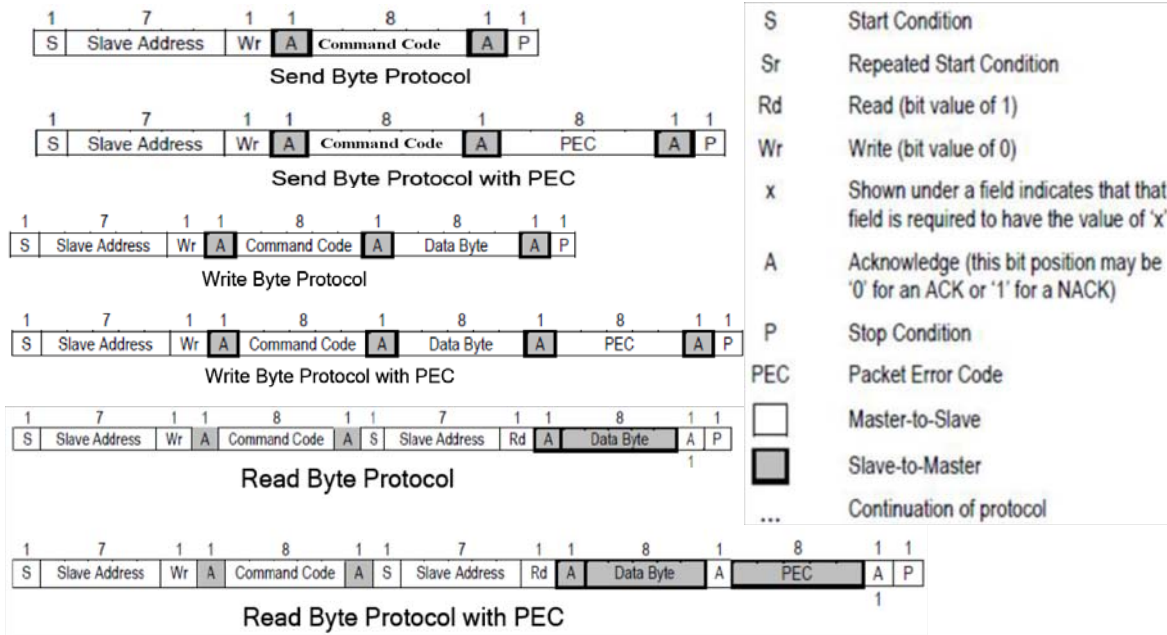 1 7 1 1 8 1 1
S Slave Address Wr A Command Code A P
Send Byte Protocol
1 7 1 1 8 1 8 1 1
S Slave Address Wr A Command Code A PEC A P
Send Byte Protocol with PEC
1 7 1 1 8 1 8 1 1
S Slave Address Wr A Command Code A Data Byte A P
Write Byte Protocol
1 7 1 1 8 1 8 1 8 1 1
S Slave Address Wr A Command Code A Data Byte A PEC A P
Write Byte Protocol with PEC
1 7 1 1 8 1 1 7 1 1 8 1 1
S Slave Address Wr A Command Code A S Slave Address Rd A Data Byte A P
1
Read Byte Protocol
1 7 1 1 8 1 1 7 1 1 8 1 8 1 1
S Slave Address Wr A Command Code A S Slave Address Rd A Data Byte A PEC A P
1
Read Byte Protocol with PEC
S Start Condition
Sr Repeated Start Condition
Rd Read (bit value of 1)
Wr Write (bit value of 0)
x Shown under a field indicates that that
field is required to have the value of 'x'
A Acknowledge (this bit position may be
'0' for an ACK or '1' for a NACK)
P Stop Condition
PEC Packet Error Code
Master-to-Slave
Slave-to-Master
... Continuation of protocol